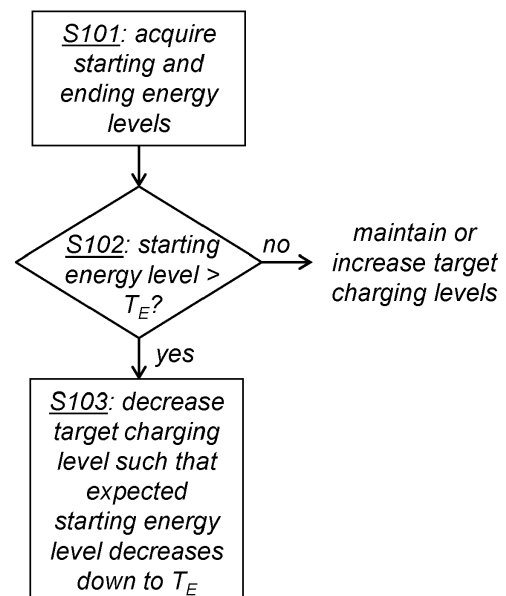 S101: acquire
starting and
ending energy
levels
S102: starting
energy level >
TE?
no
maintain or
increase target
charging levels
yes
S103: decrease
target charging
level such that
expected
starting energy
level decreases
down to TE